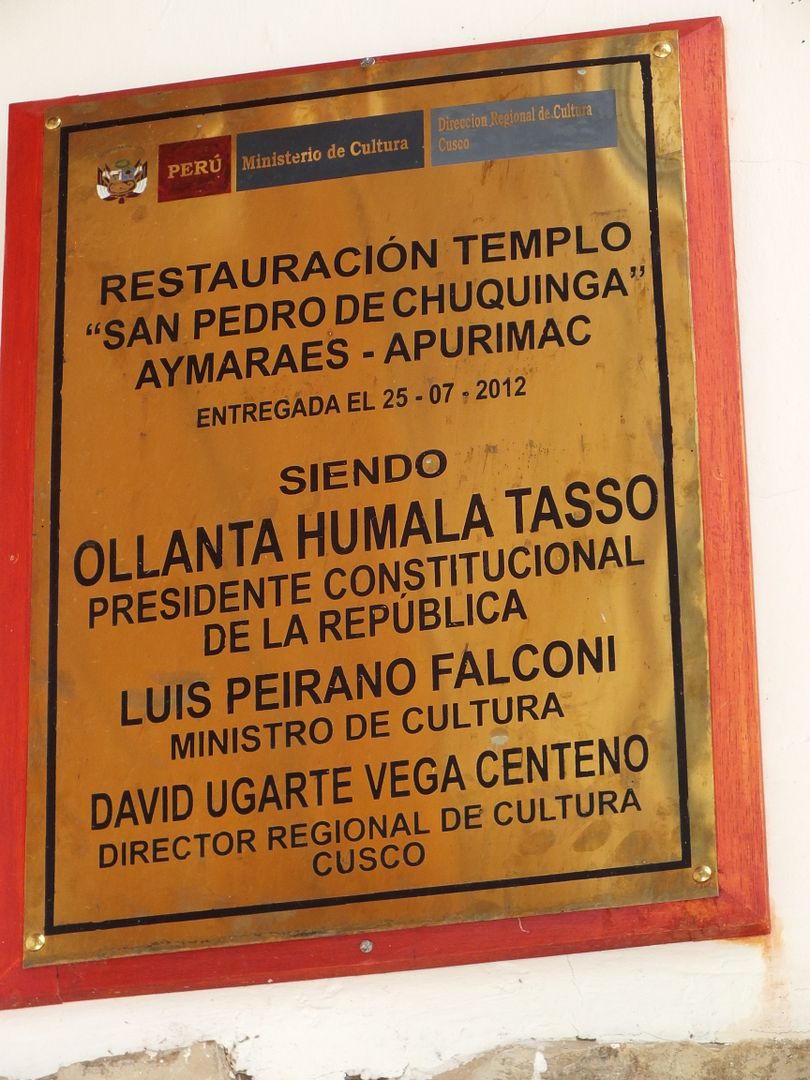 PERÚ
Ministerio de Cultura
Direccion Regional de Cultura
Cusco
RESTAURACIÓN TEMPLO
“SAN PEDRO DE CHUQUINGA”
AYMARAES - APURIMAC
ENTREGADA EL 25 - 07 - 2012
SIENDO
OLLANTA HUMALA TASSO
PRESIDENTE CONSTITUCIONAL
DE LA REPÚBLICA
LUIS PEIRANO FALCONI
MINISTRO DE CULTURA
DAVID UGARTE VEGA CENTENO
DIRECTOR REGIONAL DE CULTURA
CUSCO